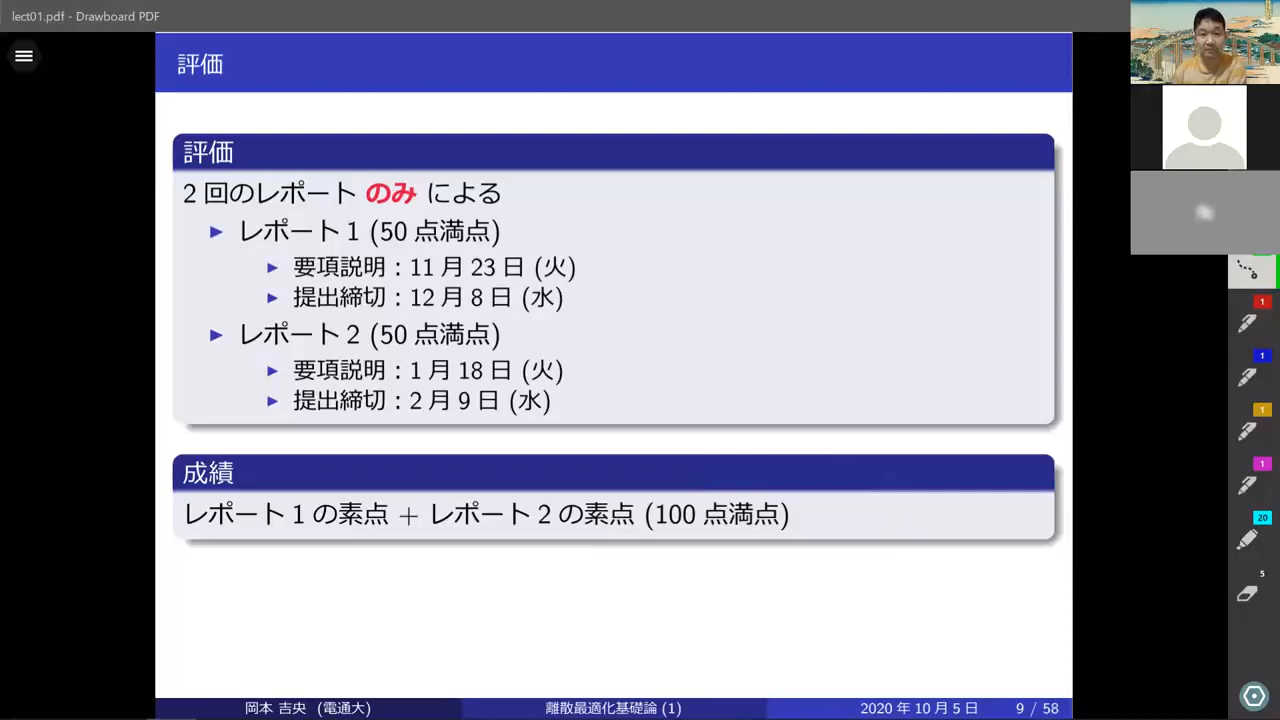 lect01.pdf - Drawboard PDF
評価
評価
2 回のレポート のみ による
レポート 1 (50 点満点)
要項説明 : 11 月 23 日 (火)
提出締切 : 12 月 8 日 (水)
レポート 2 (50 点満点)
要項説明 : 1 月 18 日 (火)
提出締切 : 2 月 9 日 (水)
成績
レポート 1 の素点 + レポート 2 の素点 (100 点満点)
岡本 吉央 (電通大) 離散最適化基礎論 (1) 2020 年 10 月 5 日 9 / 58
1
1
1
1
20
5